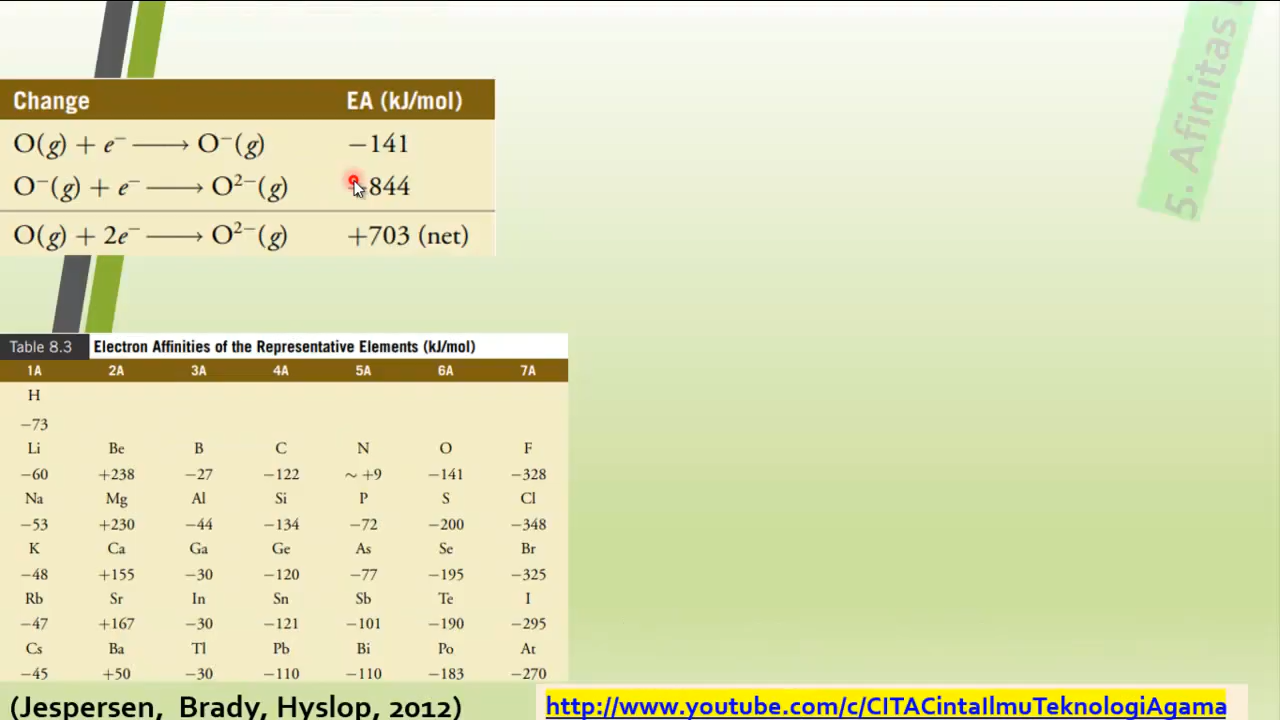 5. Afinitas
Change EA (kJ/mol)
O(g) + e⁻ ⟶ O⁻(g) −141
O⁻(g) + e⁻ ⟶ O²⁻(g) 844
O(g) + 2e⁻ ⟶ O²⁻(g) +703 (net)
Table 8.3 Electron Affinities of the Representative Elements (kJ/mol)
1A 2A 3A 4A 5A 6A 7A
H
−73
Li Be B C N O F
−60 +238 −27 −122 ~ +9 −141 −328
Na Mg Al Si P S Cl
−53 +230 −44 −134 −72 −200 −348
K Ca Ga Ge As Se Br
−48 +155 −30 −120 −77 −195 −325
Rb Sr In Sn Sb Te I
−47 +167 −30 −121 −101 −190 −295
Cs Ba Tl Pb Bi Po At
−45 +50 −30 −110 −110 −183 −270
(Jespersen, Brady, Hyslop, 2012)
http://www.youtube.com/c/CITACintaIlmuTeknologiAgama